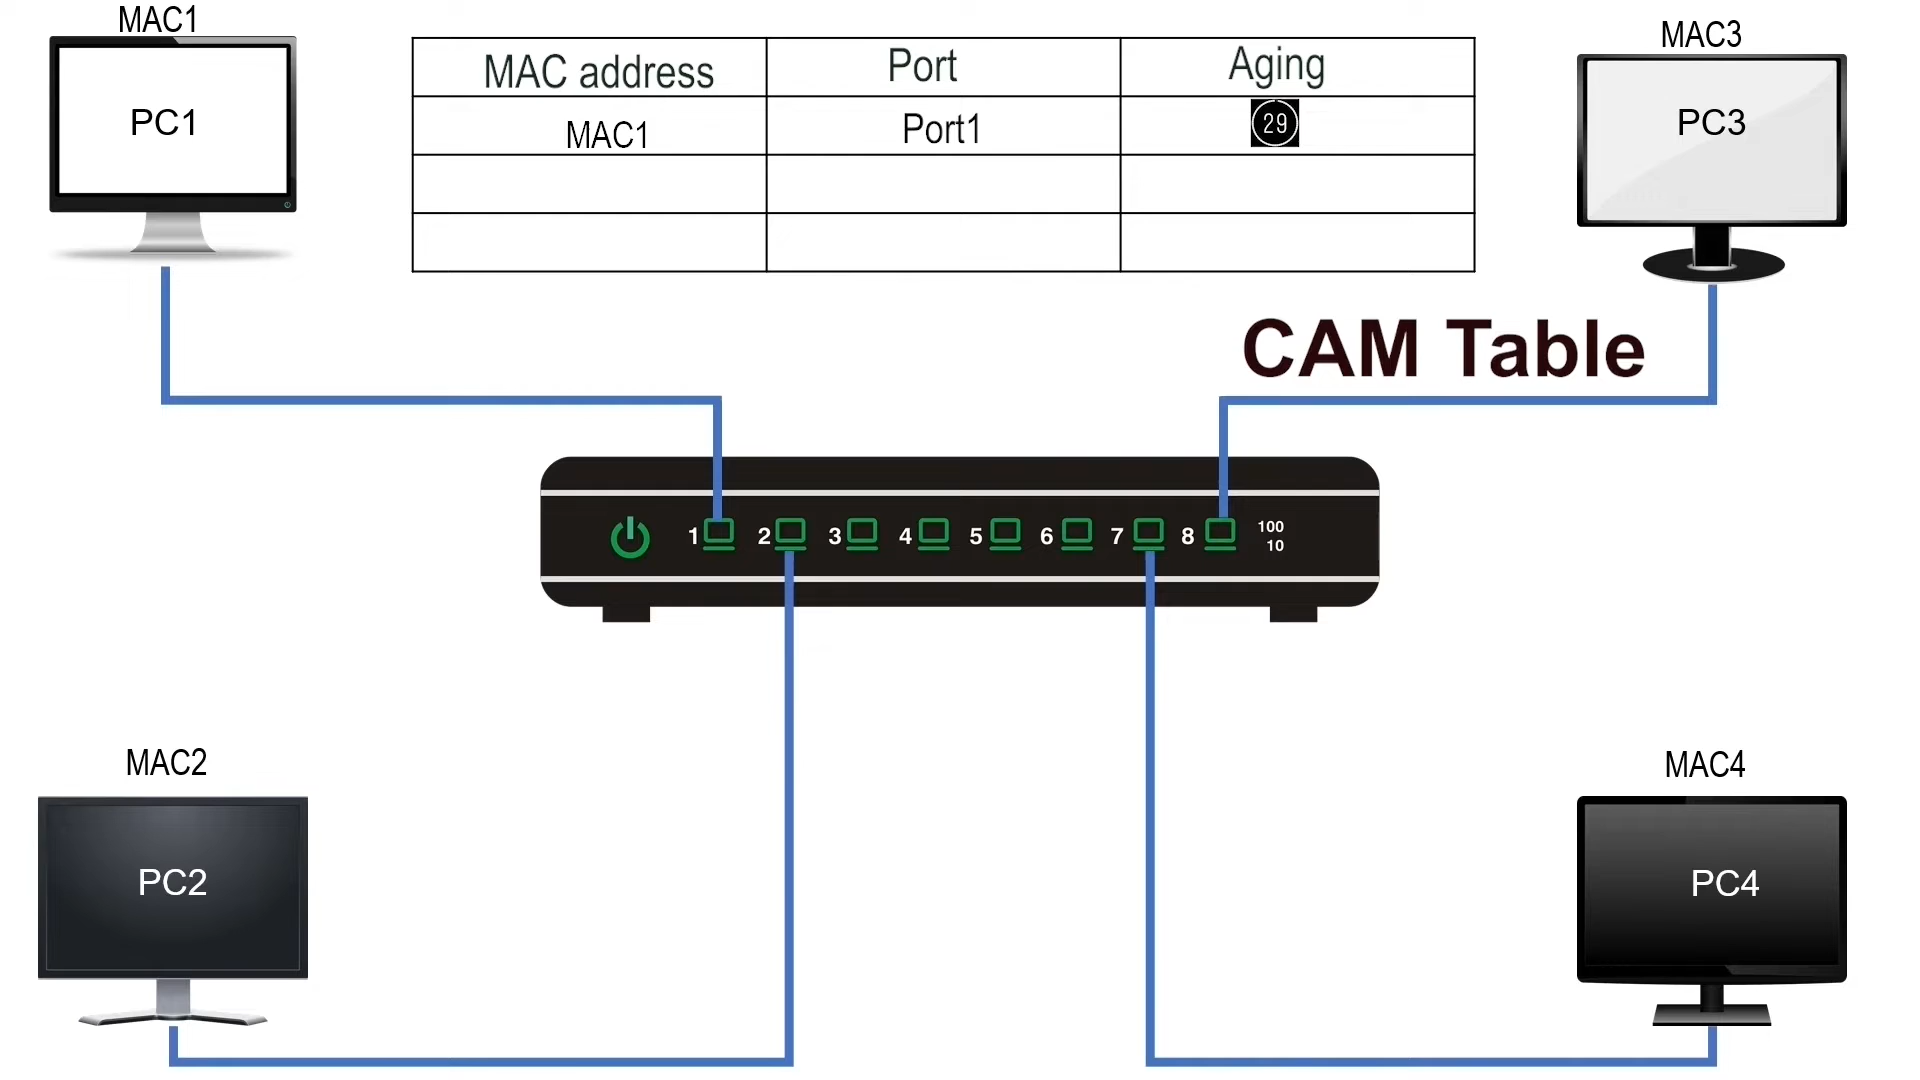 MAC1
PC1
MAC address Port Aging
MAC1 Port1 29
MAC3
PC3
CAM Table
1 2 3 4 5 6 7 8 100
10
MAC2
PC2
MAC4
PC4